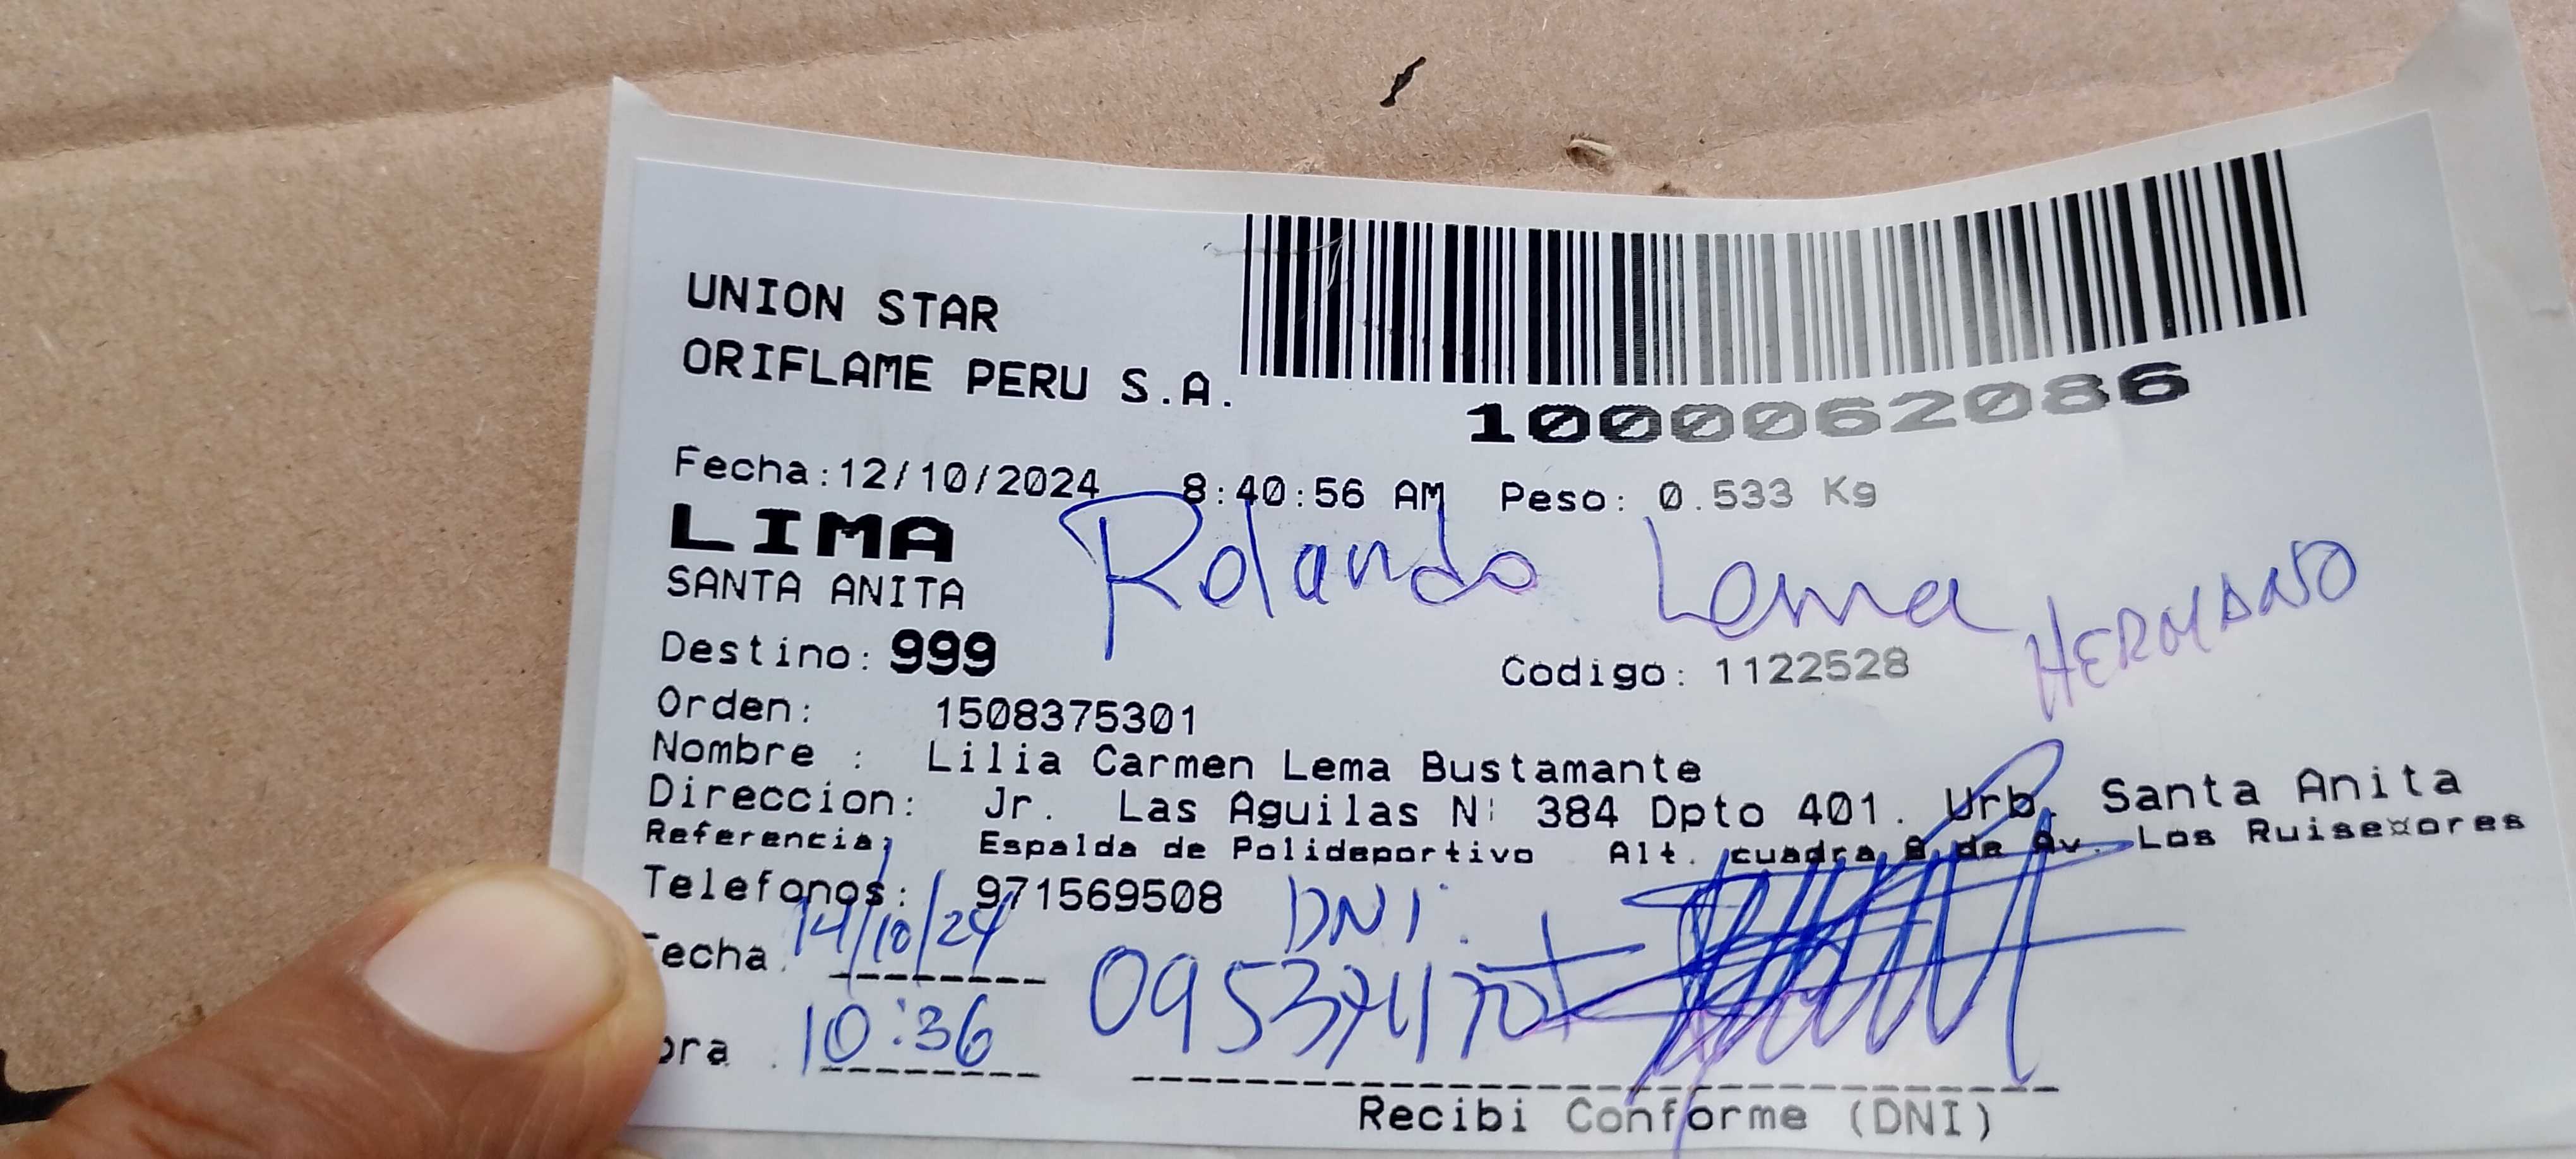 UNION STAR
ORIFLAME PERU S.A.
1000062086
Fecha:12/10/2024 8:40:56 AM Peso: 0.533 Kg
LIMA
Rolando Lema
HERMANO
SANTA ANITA
Destino: 999
Codigo: 1122528
Orden: 1508375301
Nombre : Lilia Carmen Lema Bustamante
Direccion: Jr. Las Aguilas N: 384 Dpto 401. Urb. Santa Anita
Referencia: Espalda de Polideportivo Alt. cuadra de Av. Los Ruise¤ores
Telefonos: 971569508
DNI
echa 14/10/24
ora . 10:36
Recibi Conforme (DNI)